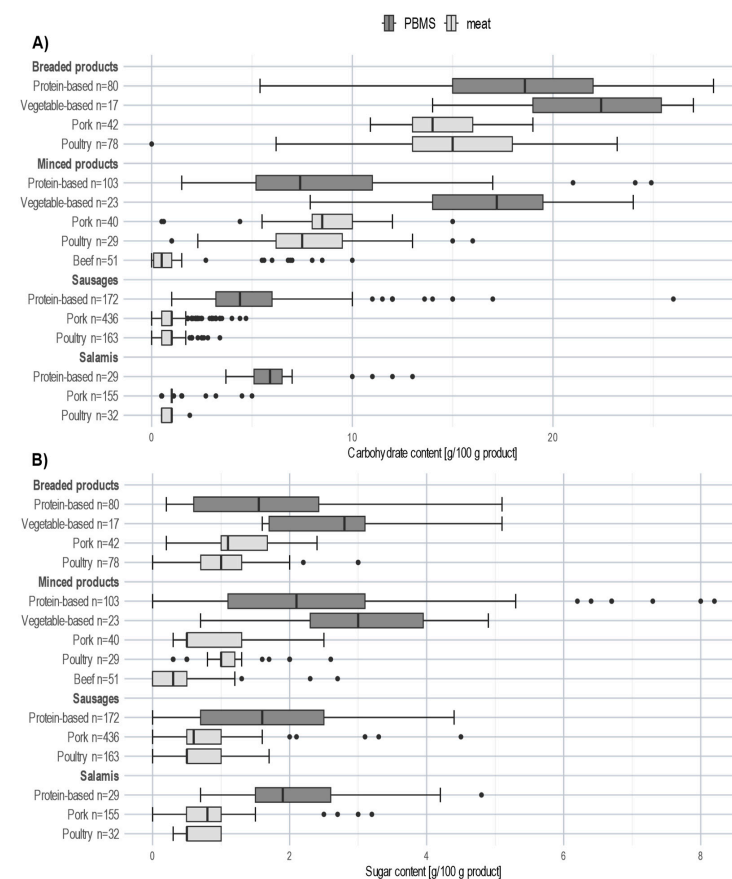 PBMS meat
A)
Breaded products
Protein-based n=80
Vegetable-based n=17
Pork n=42
Poultry n=78
Minced products
Protein-based n=103
Vegetable-based n=23
Pork n=40
Poultry n=29
Beef n=51
Sausages
Protein-based n=172
Pork n=436
Poultry n=163
Salamis
Protein-based n=29
Pork n=155
Poultry n=32
0 10 20
Carbohydrate content [g/100 g product]
B)
Breaded products
Protein-based n=80
Vegetable-based n=17
Pork n=42
Poultry n=78
Minced products
Protein-based n=103
Vegetable-based n=23
Pork n=40
Poultry n=29
Beef n=51
Sausages
Protein-based n=172
Pork n=436
Poultry n=163
Salamis
Protein-based n=29
Pork n=155
Poultry n=32
0 2 4 6 8
Sugar content [g/100 g product]